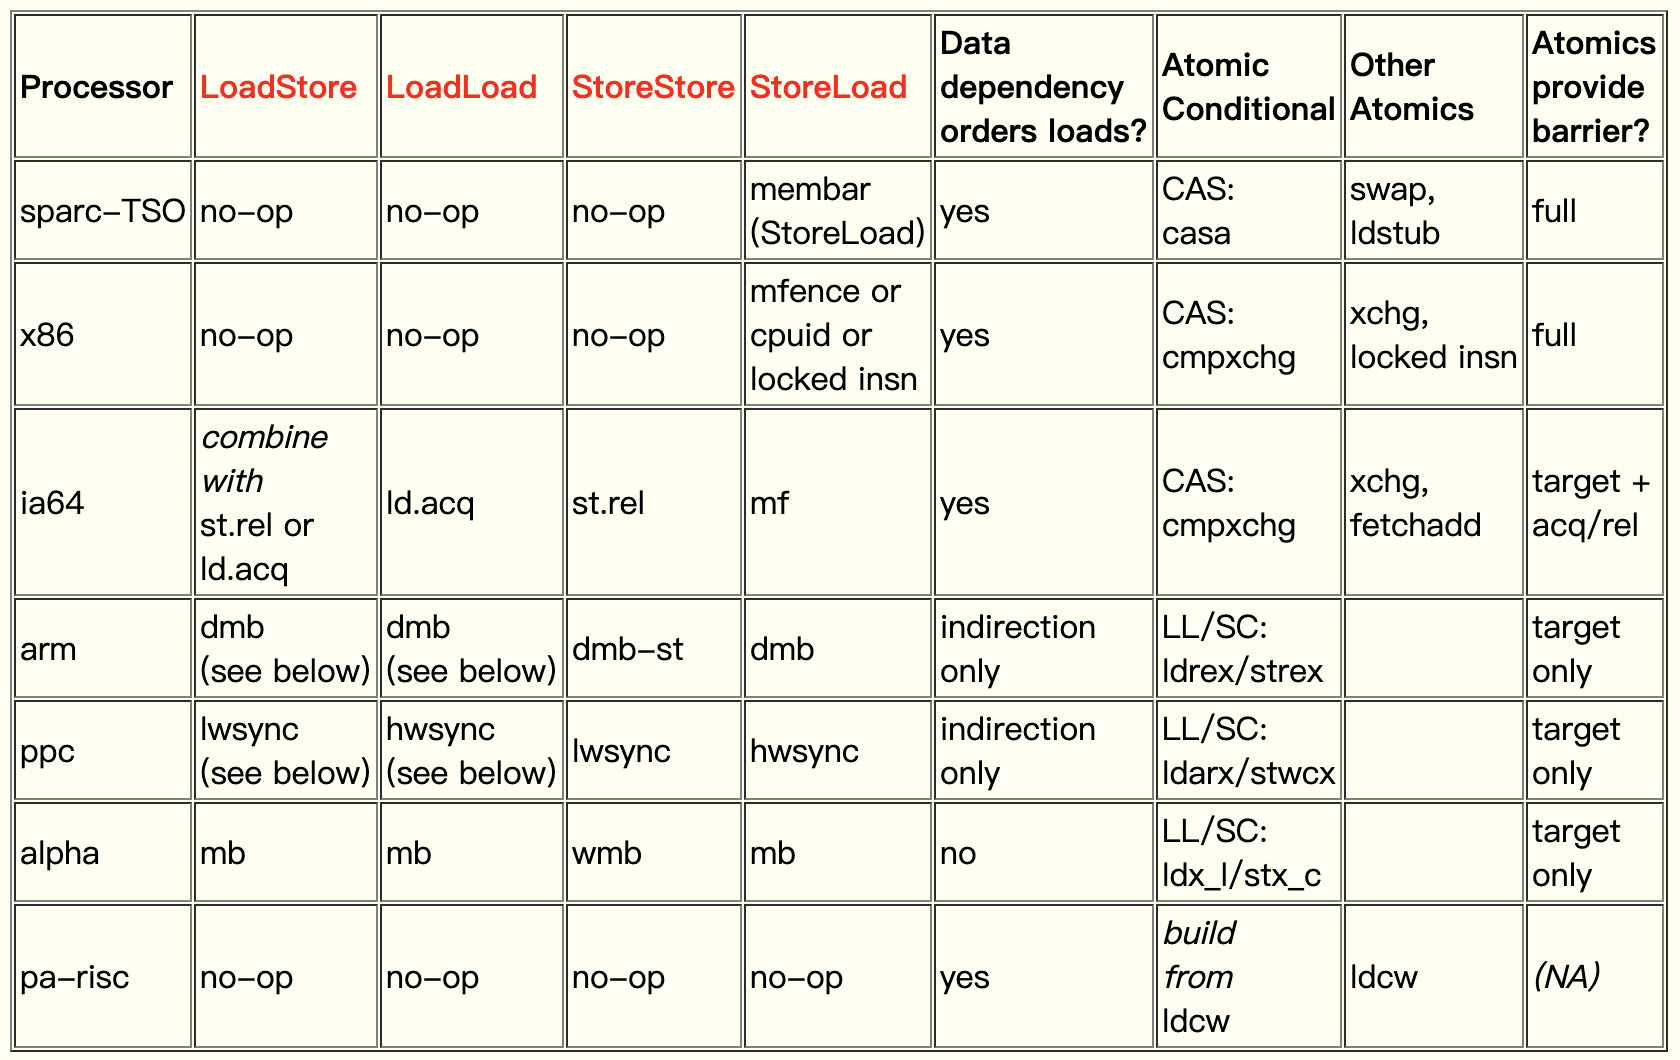 Processor
LoadStore
LoadLoad
StoreStore
StoreLoad
Data
dependency
orders loads?
Atomic
Conditional
Other
Atomics
Atomics
provide
barrier?
sparc-TSO
no-op
no-op
no-op
membar
(StoreLoad)
yes
CAS:
casa
swap,
ldstub
full
x86
no-op
no-op
no-op
mfence or
cpuid or
locked insn
yes
CAS:
cmpxchg
xchg,
locked insn
full
ia64
combine
with
st.rel or
ld.acq
ld.acq
st.rel
mf
yes
CAS:
cmpxchg
xchg,
fetchadd
target +
acq/rel
arm
dmb
(see below)
dmb
(see below)
dmb-st
dmb
indirection
only
LL/SC:
ldrex/strex
target
only
ppc
lwsync
(see below)
hwsync
(see below)
lwsync
hwsync
indirection
only
LL/SC:
ldarx/stwcx
target
only
alpha
mb
mb
wmb
mb
no
LL/SC:
ldx_l/stx_c
target
only
pa-risc
no-op
no-op
no-op
no-op
yes
build
from
ldcw
ldcw
(NA)